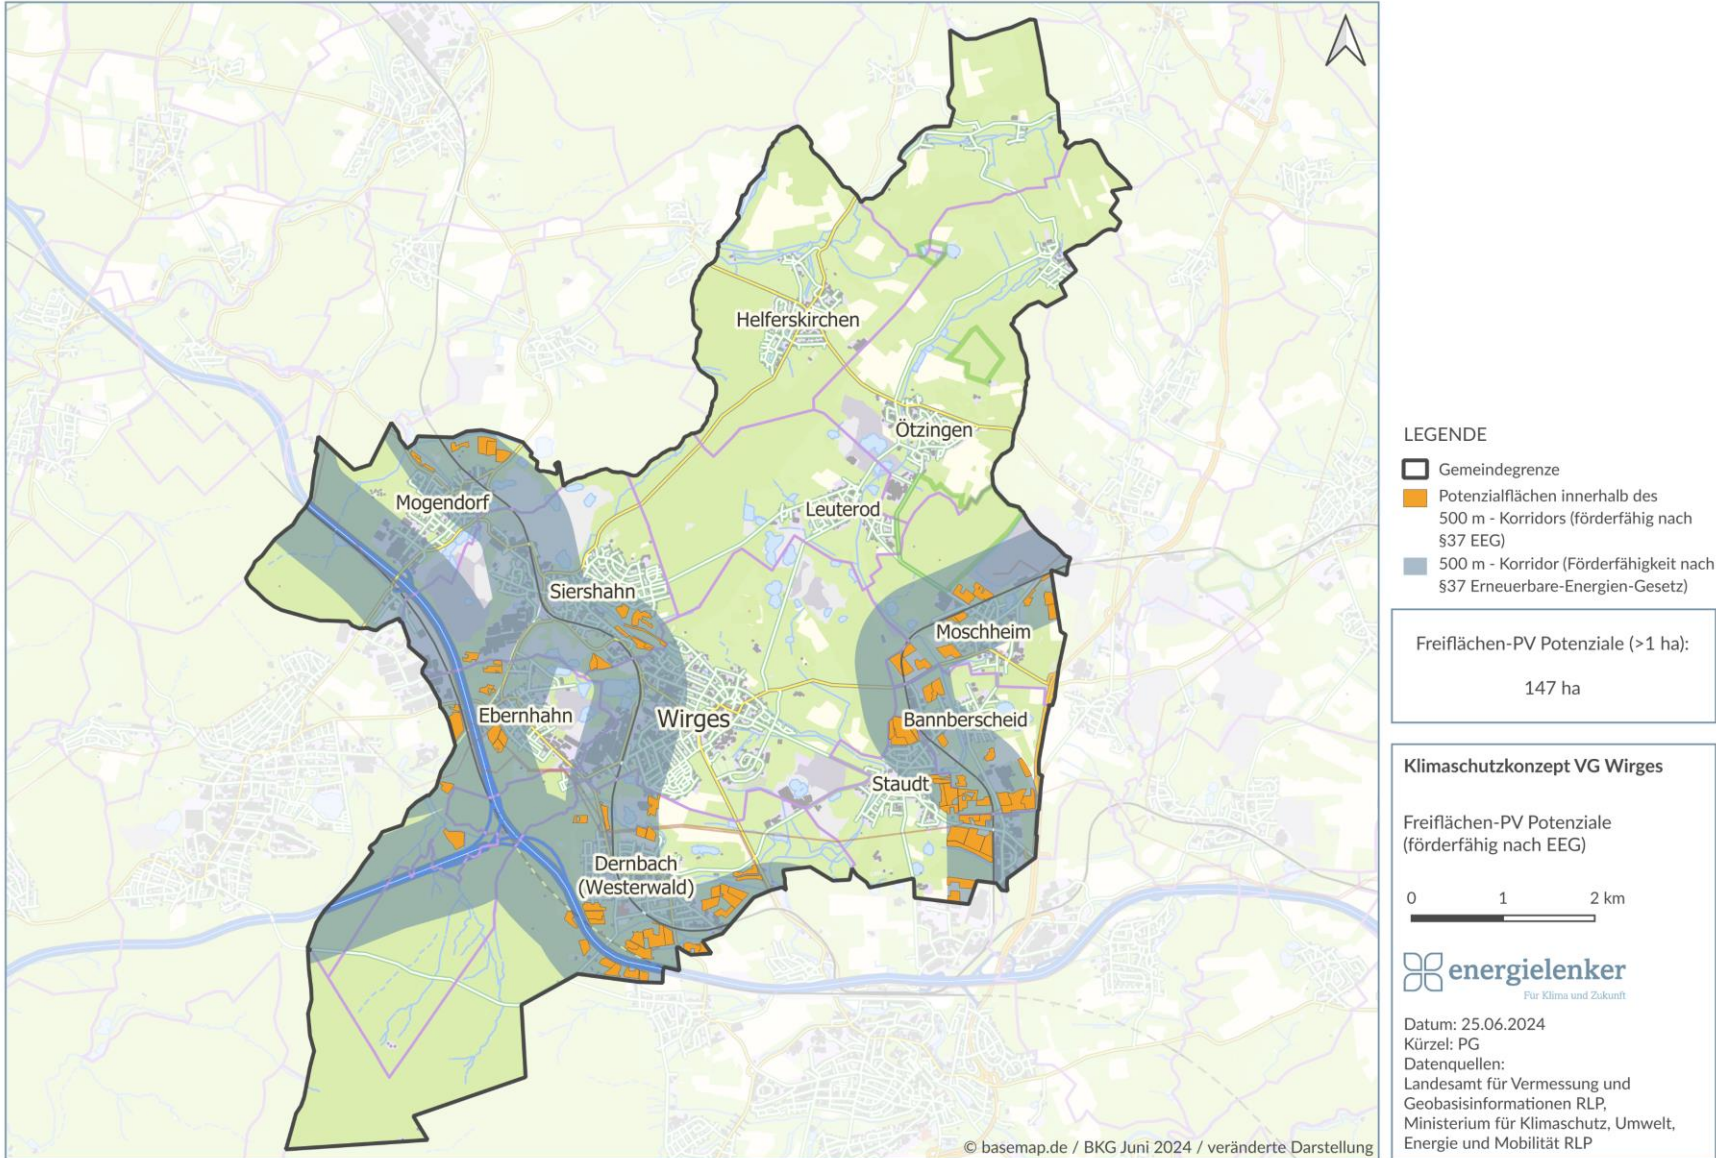 Helferskirchen
Ötzingen
Mogendorf
Leuterod
Siershahn
Moschheim
Ebernhahn
Wirges
Bannberscheid
Staudt
Dernbach
(Westerwald)
© basemap.de / BKG Juni 2024 / veränderte Darstellung
LEGENDE
Gemeindegrenze
Potenzialflächen innerhalb des
500 m - Korridors (förderfähig nach
§37 EEG)
500 m - Korridor (Förderfähigkeit nach
§37 Erneuerbare-Energien-Gesetz)
Freiflächen-PV Potenziale (>1 ha):
147 ha
Klimaschutzkonzept VG Wirges
Freiflächen-PV Potenziale
(förderfähig nach EEG)
0 1 2 km
energielenker
Für Klima und Zukunft
Datum: 25.06.2024
Kürzel: PG
Datenquellen:
Landesamt für Vermessung und
Geobasisinformationen RLP,
Ministerium für Klimaschutz, Umwelt,
Energie und Mobilität RLP